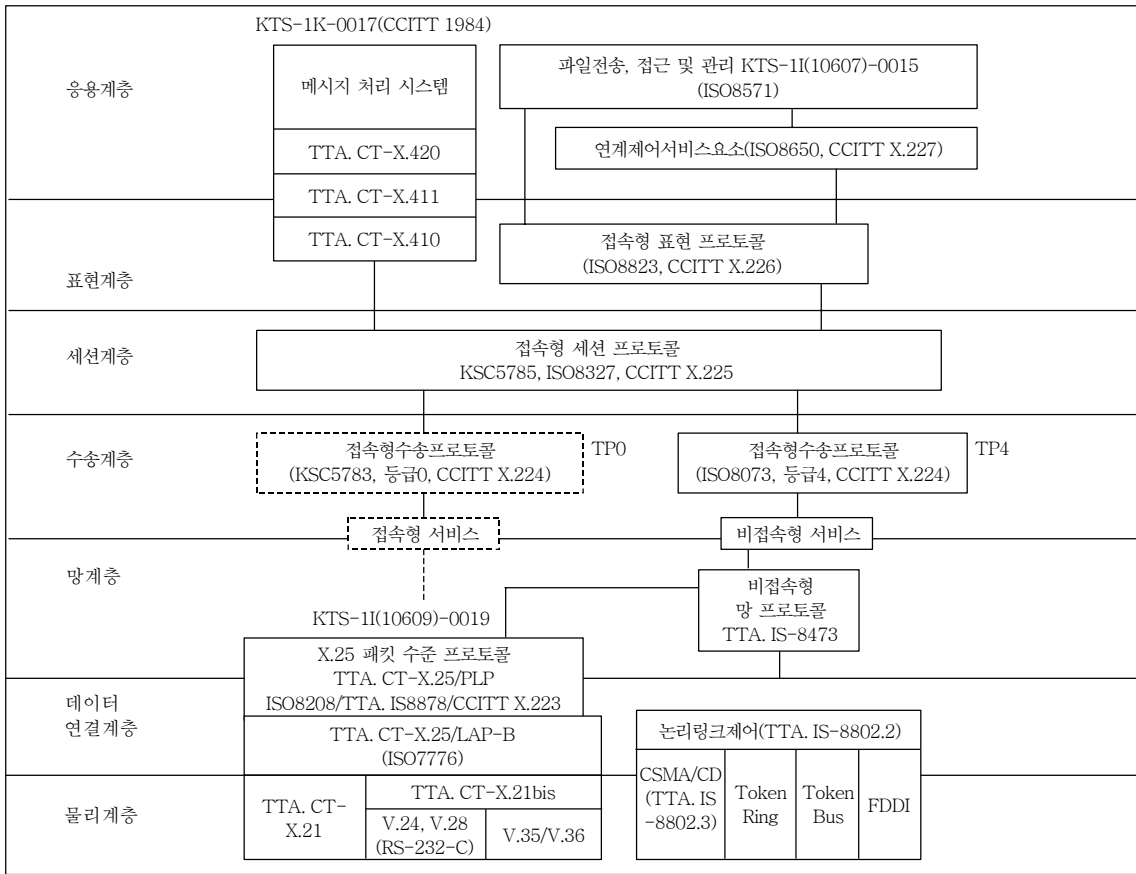 KTS-1K-0017(CCITT 1984)
응용계층
메시지 처리 시스템
TTA. CT-X.420
TTA. CT-X.411
TTA. CT-X.410
파일전송, 접근 및 관리 KTS-1I(10607)-0015
(ISO8571)
연계제어서비스요소(ISO8650, CCITT X.227)
표현계층
접속형 표현 프로토콜
(ISO8823, CCITT X.226)
세션계층
접속형 세션 프로토콜
KSC5785, ISO8327, CCITT X.225
수송계층
접속형수송프로토콜
(KSC5783, 등급0, CCITT X.224)
TP0
접속형수송프로토콜
(ISO8073, 등급4, CCITT X.224)
TP4
접속형 서비스
비접속형 서비스
망계층
비접속형
망 프로토콜
TTA. IS-8473
KTS-1I(10609)-0019
X.25 패킷 수준 프로토콜
TTA. CT-X.25/PLP
ISO8208/TTA. IS8878/CCITT X.223
데이터
연결계층
TTA. CT-X.25/LAP-B
(ISO7776)
논리링크제어(TTA. IS-8802.2)
물리계층
TTA. CT-
X.21
TTA. CT-X.21bis
V.24, V.28
(RS-232-C)
V.35/V.36
CSMA/CD
(TTA. IS
-8802.3)
Token
Ring
Token
Bus
FDDI